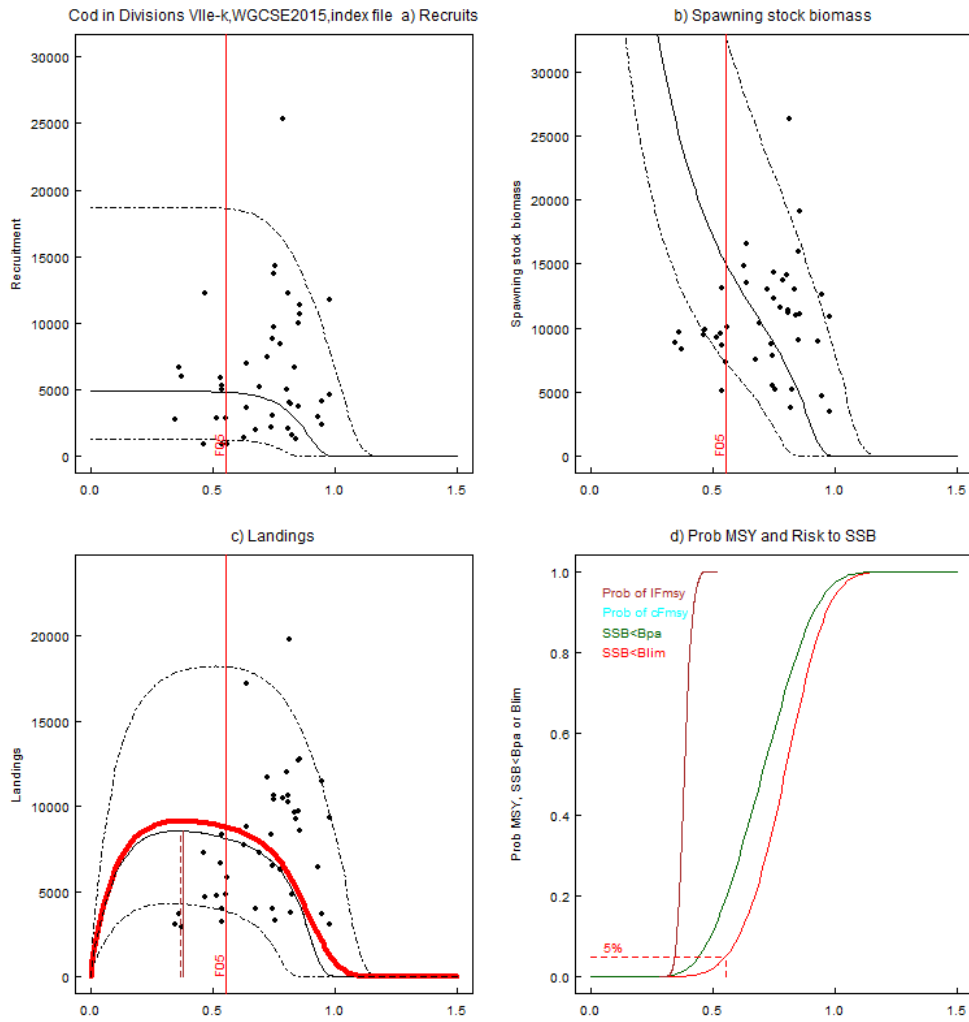 Cod in Divisions VIIe-k,WGCSE2015,index file a) Recruits
b) Spawning stock biomass
Recruitment
30000
25000
20000
15000
10000
5000
0
F05
0.0 0.5 1.0 1.5
Spawning stock biomass
30000
25000
20000
15000
10000
5000
0
F05
0.0 0.5 1.0 1.5
c) Landings
d) Prob MSY and Risk to SSB
Landings
20000
15000
10000
5000
0
F05
0.0 0.5 1.0 1.5
Prob MSY, SSB<Bpa or Blim
1.0
0.8
0.6
0.4
0.2
0.0
Prob of lFmsy
Prob of cFmsy
SSB<Bpa
SSB<Blim
5%
0.0 0.5 1.0 1.5